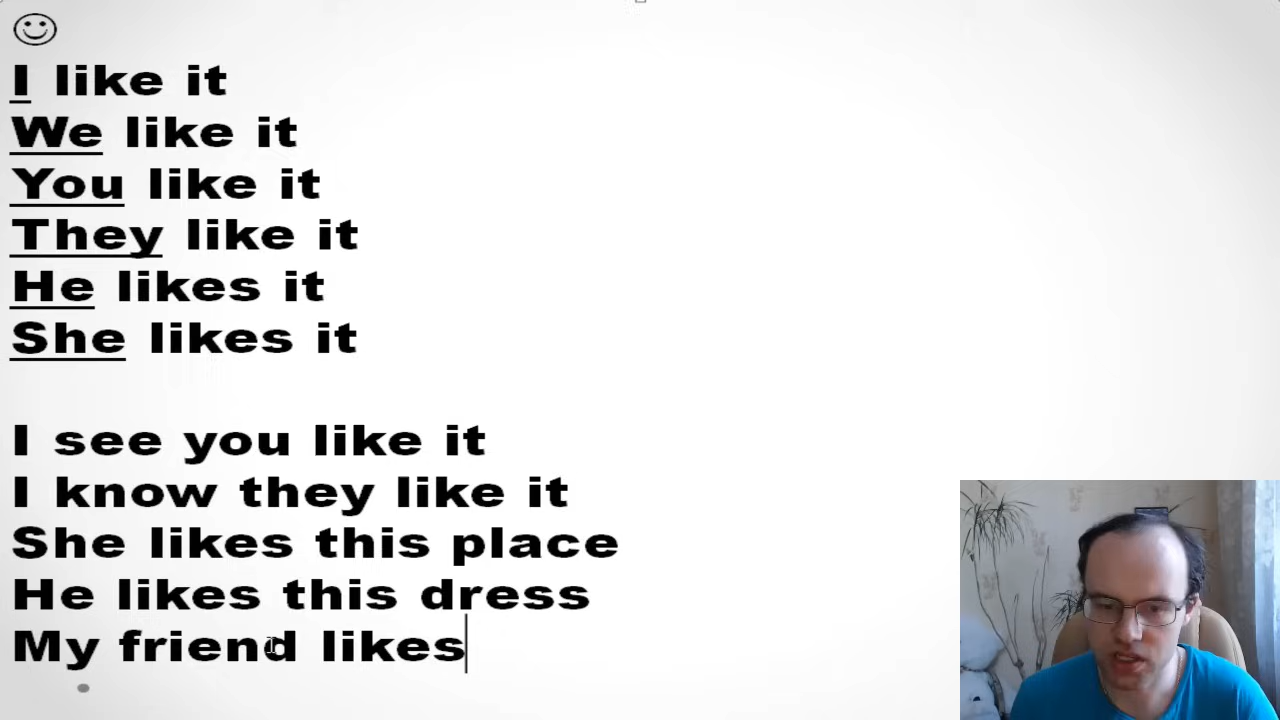 I like it
We like it
You like it
They like it
He likes it
She likes it
I see you like it
I know they like it
She likes this place
He likes this dress
My friend likes